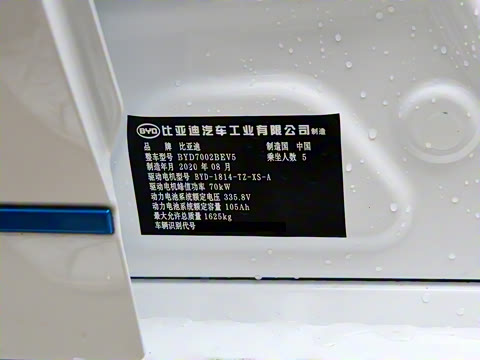 BYD 比亚迪汽车工业有限公司制造
品 牌 比亚迪 制造国 中国
整车型号 BYD7002BEV5 乘坐人数 5
制造年月 2020 年 08 月
驱动电机型号 BYD-1814-TZ-XS-A
驱动电机峰值功率 70kW
动力电池系统额定电压 335.8V
动力电池系统额定容量 105Ah
最大允许总质量 1625kg
车辆识别代号